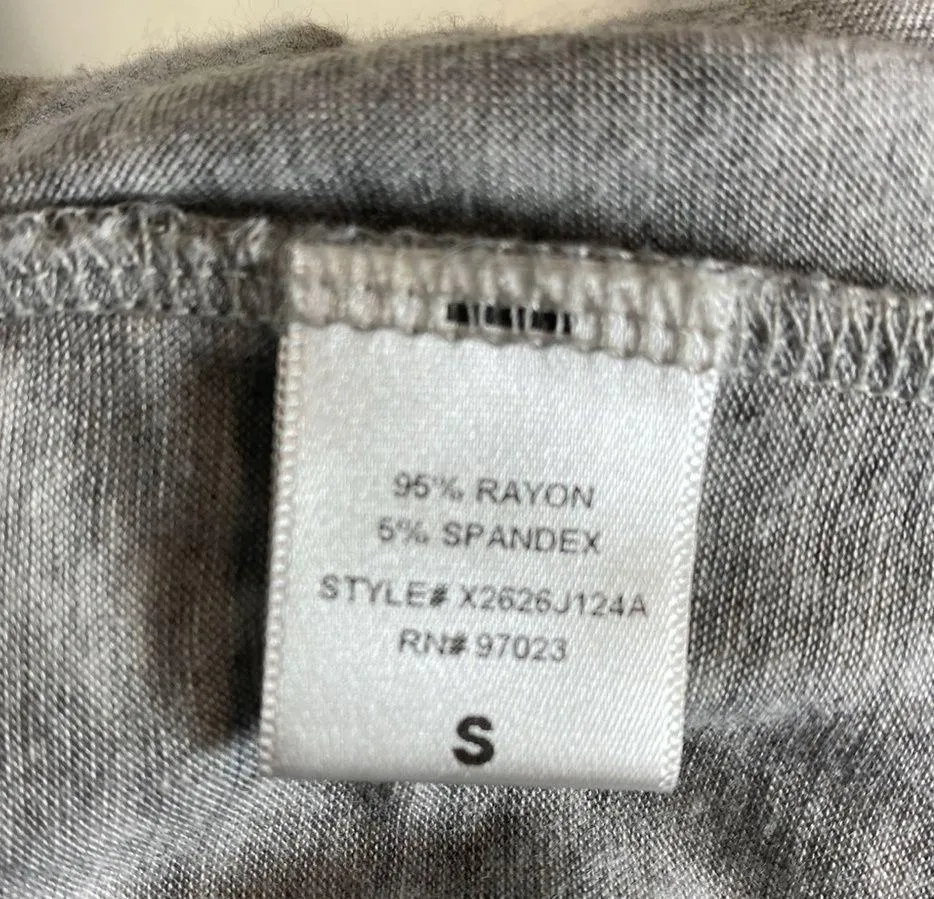 95% RAYON
5% SPANDEX
STYLE# X2626J124A
RN# 97023
S